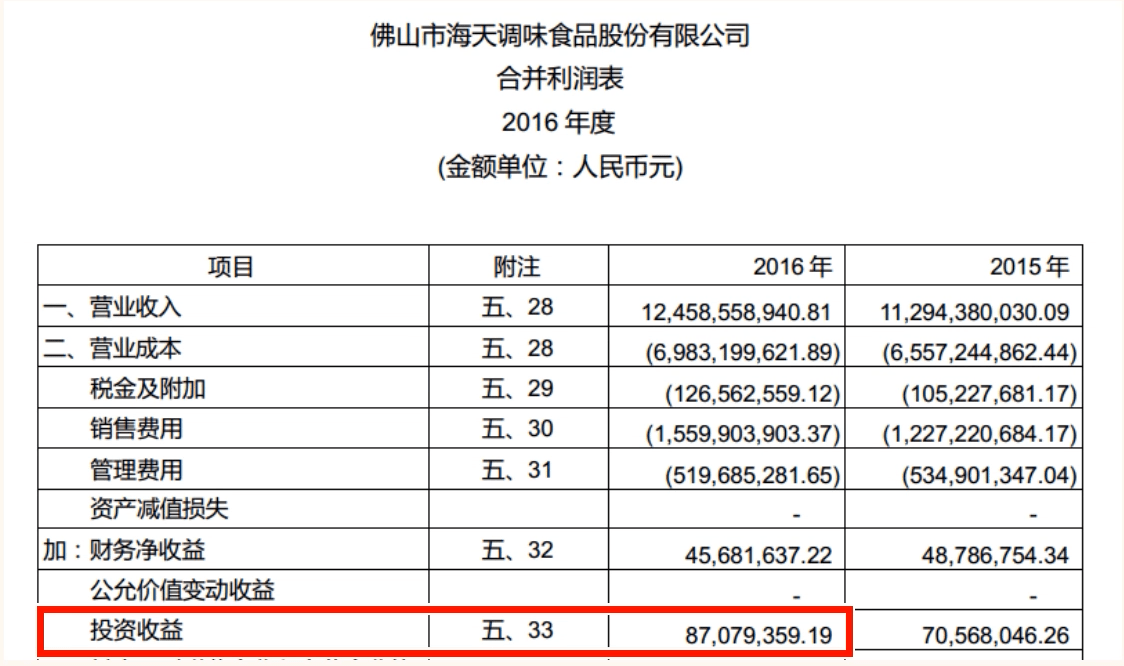 佛山市海天调味食品股份有限公司
合并利润表
2016 年度
(金额单位：人民币元)
项目 附注 2016 年 2015 年
一、营业收入 五、28 12,458,558,940.81 11,294,380,030.09
二、营业成本 五、28 (6,983,199,621.89) (6,557,244,862.44)
税金及附加 五、29 (126,562,559.12) (105,227,681.17)
销售费用 五、30 (1,559,903,903.37) (1,227,220,684.17)
管理费用 五、31 (519,685,281.65) (534,901,347.04)
资产减值损失 - -
加：财务净收益 五、32 45,681,637.22 48,786,754.34
公允价值变动收益 - -
投资收益 五、33 87,079,359.19 70,568,046.26